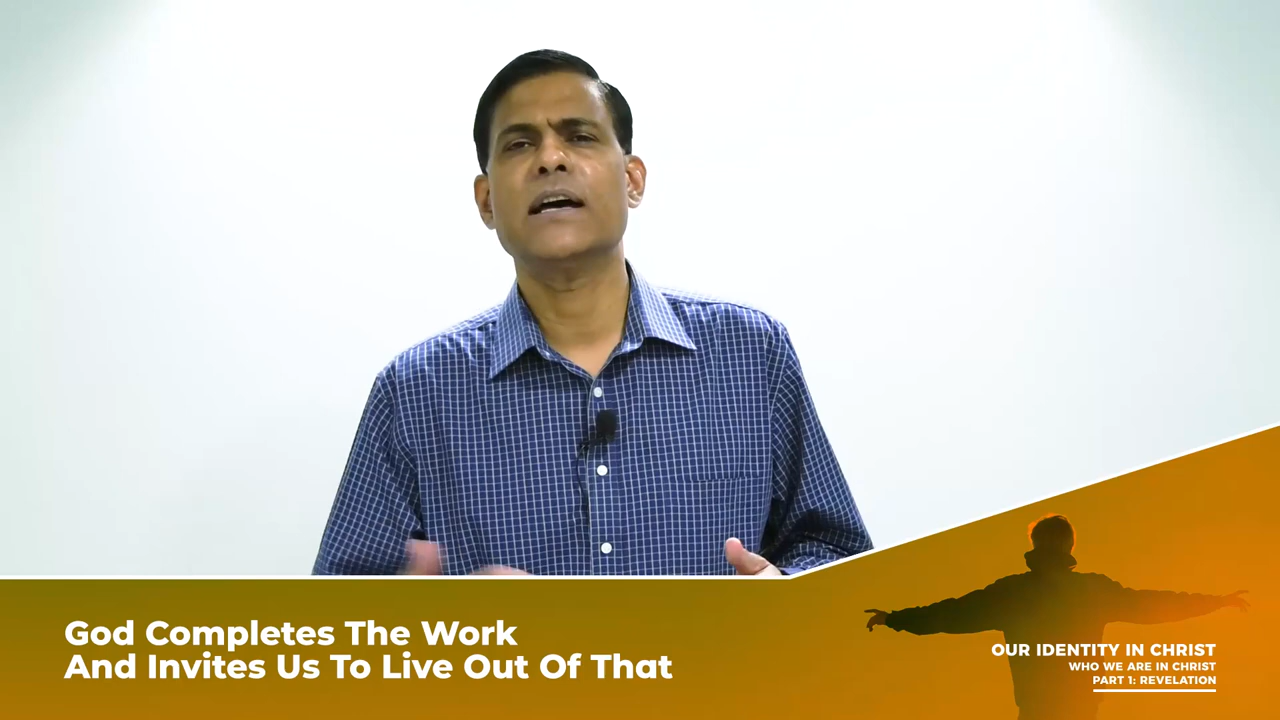 God Completes The Work
And Invites Us To Live Out Of That
OUR IDENTITY IN CHRIST
WHO WE ARE IN CHRIST
PART 1: REVELATION